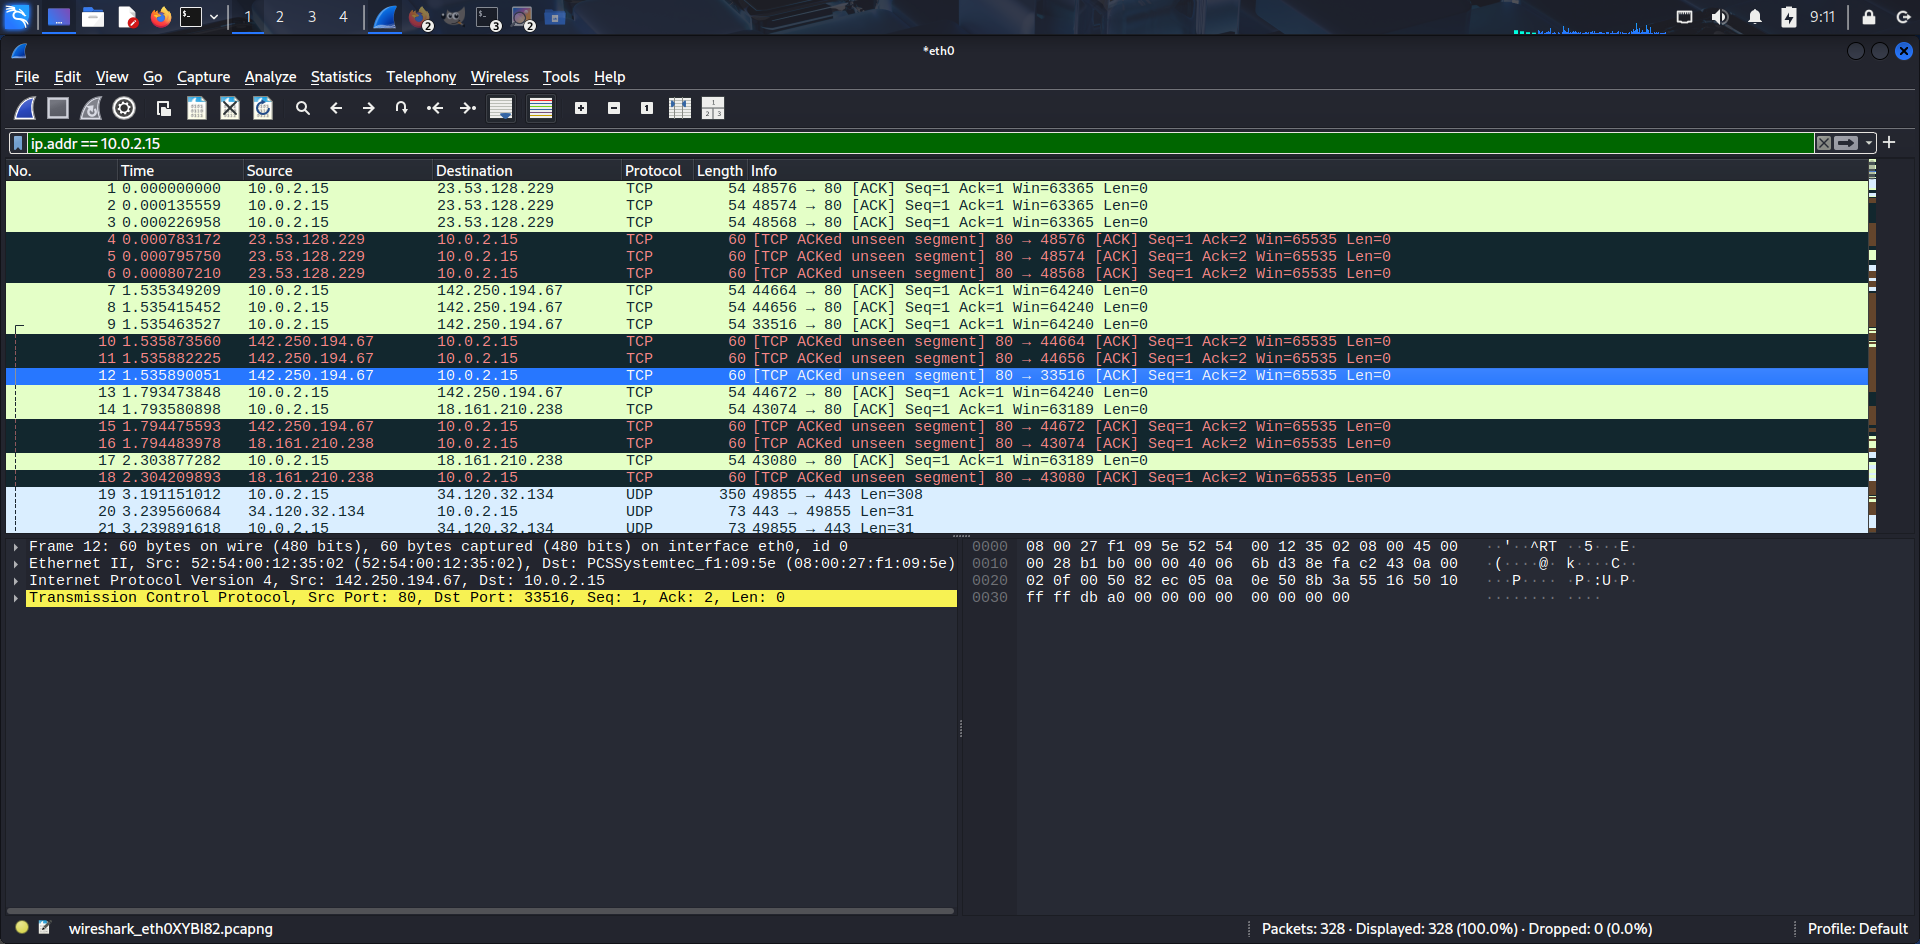 1 2 3 4 2 3 2 9:11
*eth0
File Edit View Go Capture Analyze Statistics Telephony Wireless Tools Help
ip.addr == 10.0.2.15
No. Time Source Destination Protocol Length Info
1 0.000000000 10.0.2.15 23.53.128.229 TCP 54 48576 → 80 [ACK] Seq=1 Ack=1 Win=63365 Len=0
2 0.000135559 10.0.2.15 23.53.128.229 TCP 54 48574 → 80 [ACK] Seq=1 Ack=1 Win=63365 Len=0
3 0.000226958 10.0.2.15 23.53.128.229 TCP 54 48568 → 80 [ACK] Seq=1 Ack=1 Win=63365 Len=0
4 0.000783172 23.53.128.229 10.0.2.15 TCP 60 [TCP ACKed unseen segment] 80 → 48576 [ACK] Seq=1 Ack=2 Win=65535 Len=0
5 0.000795750 23.53.128.229 10.0.2.15 TCP 60 [TCP ACKed unseen segment] 80 → 48574 [ACK] Seq=1 Ack=2 Win=65535 Len=0
6 0.000807210 23.53.128.229 10.0.2.15 TCP 60 [TCP ACKed unseen segment] 80 → 48568 [ACK] Seq=1 Ack=2 Win=65535 Len=0
7 1.535349209 10.0.2.15 142.250.194.67 TCP 54 44664 → 80 [ACK] Seq=1 Ack=1 Win=64240 Len=0
8 1.535415452 10.0.2.15 142.250.194.67 TCP 54 44656 → 80 [ACK] Seq=1 Ack=1 Win=64240 Len=0
9 1.535463527 10.0.2.15 142.250.194.67 TCP 54 33516 → 80 [ACK] Seq=1 Ack=1 Win=64240 Len=0
10 1.535873560 142.250.194.67 10.0.2.15 TCP 60 [TCP ACKed unseen segment] 80 → 44664 [ACK] Seq=1 Ack=2 Win=65535 Len=0
11 1.535882225 142.250.194.67 10.0.2.15 TCP 60 [TCP ACKed unseen segment] 80 → 44656 [ACK] Seq=1 Ack=2 Win=65535 Len=0
12 1.535890051 142.250.194.67 10.0.2.15 TCP 60 [TCP ACKed unseen segment] 80 → 33516 [ACK] Seq=1 Ack=2 Win=65535 Len=0
13 1.793473848 10.0.2.15 142.250.194.67 TCP 54 44672 → 80 [ACK] Seq=1 Ack=1 Win=64240 Len=0
14 1.793580898 10.0.2.15 18.161.210.238 TCP 54 43074 → 80 [ACK] Seq=1 Ack=1 Win=63189 Len=0
15 1.794475593 142.250.194.67 10.0.2.15 TCP 60 [TCP ACKed unseen segment] 80 → 44672 [ACK] Seq=1 Ack=2 Win=65535 Len=0
16 1.794483978 18.161.210.238 10.0.2.15 TCP 60 [TCP ACKed unseen segment] 80 → 43074 [ACK] Seq=1 Ack=2 Win=65535 Len=0
17 2.303877282 10.0.2.15 18.161.210.238 TCP 54 43080 → 80 [ACK] Seq=1 Ack=1 Win=63189 Len=0
18 2.304209893 18.161.210.238 10.0.2.15 TCP 60 [TCP ACKed unseen segment] 80 → 43080 [ACK] Seq=1 Ack=2 Win=65535 Len=0
19 3.191151012 10.0.2.15 34.120.32.134 UDP 350 49855 → 443 Len=308
20 3.239560684 34.120.32.134 10.0.2.15 UDP 73 443 → 49855 Len=31
21 3.239891618 10.0.2.15 34.120.32.134 UDP 73 49855 → 443 Len=31
Frame 12: 60 bytes on wire (480 bits), 60 bytes captured (480 bits) on interface eth0, id 0
Ethernet II, Src: 52:54:00:12:35:02 (52:54:00:12:35:02), Dst: PCSSystemtec_f1:09:5e (08:00:27:f1:09:5e)
Internet Protocol Version 4, Src: 142.250.194.67, Dst: 10.0.2.15
Transmission Control Protocol, Src Port: 80, Dst Port: 33516, Seq: 1, Ack: 2, Len: 0
0000 08 00 27 f1 09 5e 52 54 00 12 35 02 08 00 45 00 ··'··^RT ··5···E·
0010 00 28 b1 b0 00 00 40 06 6b d3 8e fa c2 43 0a 00 ·(····@· k····C··
0020 02 0f 00 50 82 ec 05 0a 0e 50 8b 3a 55 16 50 10 ···P···· ·P·:U·P·
0030 ff ff db a0 00 00 00 00 00 00 00 00 ········ ····
wireshark_eth0XYBI82.pcapng
Packets: 328 · Displayed: 328 (100.0%) · Dropped: 0 (0.0%)
Profile: Default